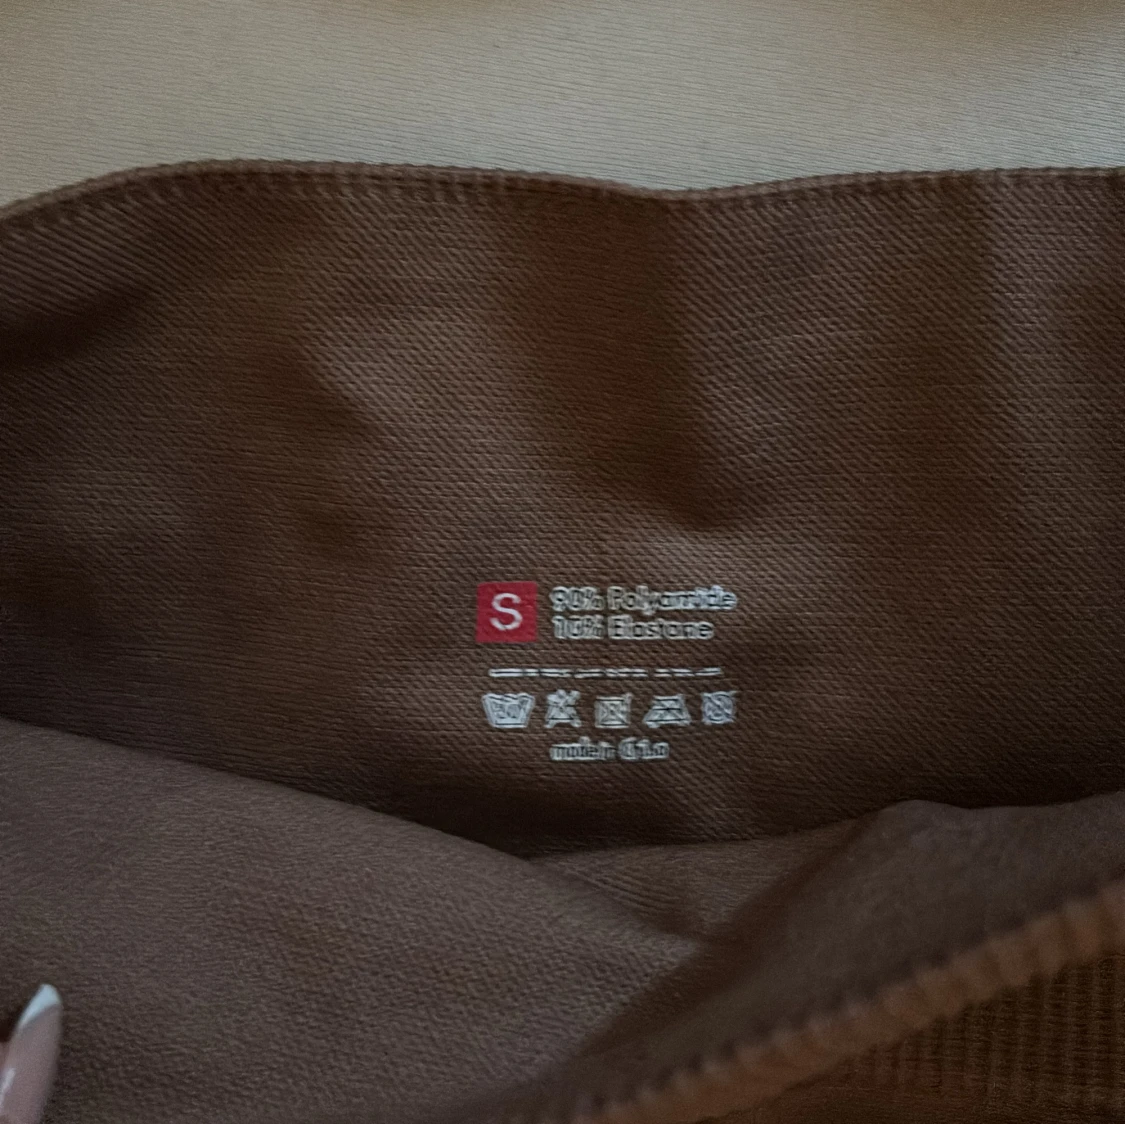 S
90% Polyamide
10% Elastane
made in China